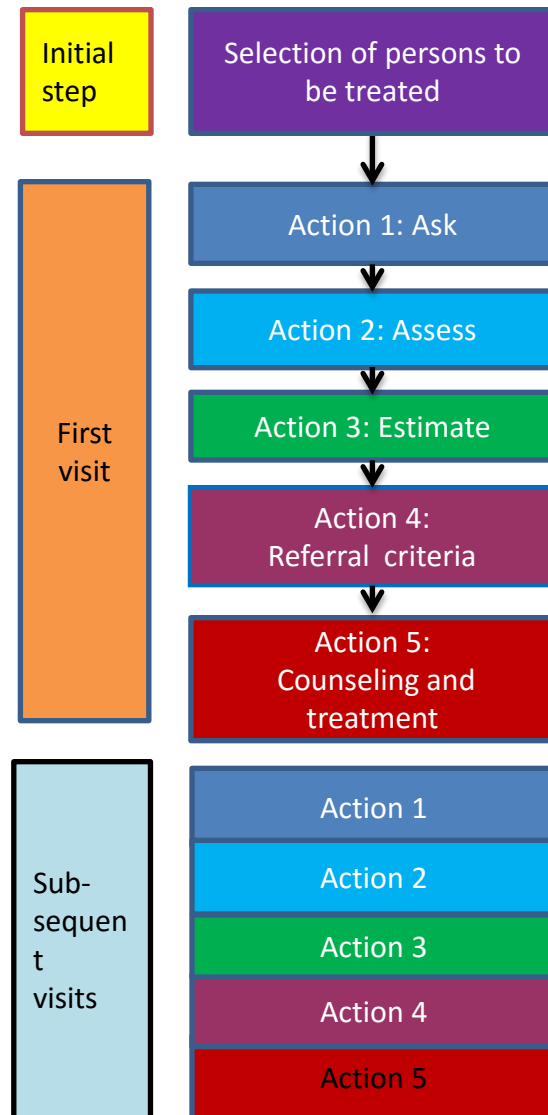 Initial
step
Selection of persons to
be treated
First
visit
Action 1: Ask
Action 2: Assess
Action 3: Estimate
Action 4:
Referral criteria
Action 5:
Counseling and
treatment
Sub-
sequen
t
visits
Action 1
Action 2
Action 3
Action 4
Action 5